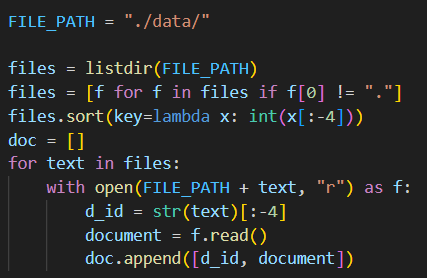 FILE_PATH = "./data/"

files = listdir(FILE_PATH)
files = [f for f in files if f[0] != "."]
files.sort(key=lambda x: int(x[:-4]))
doc = []
for text in files:
    with open(FILE_PATH + text, "r") as f:
        d_id = str(text)[:-4]
        document = f.read()
        doc.append([d_id, document])